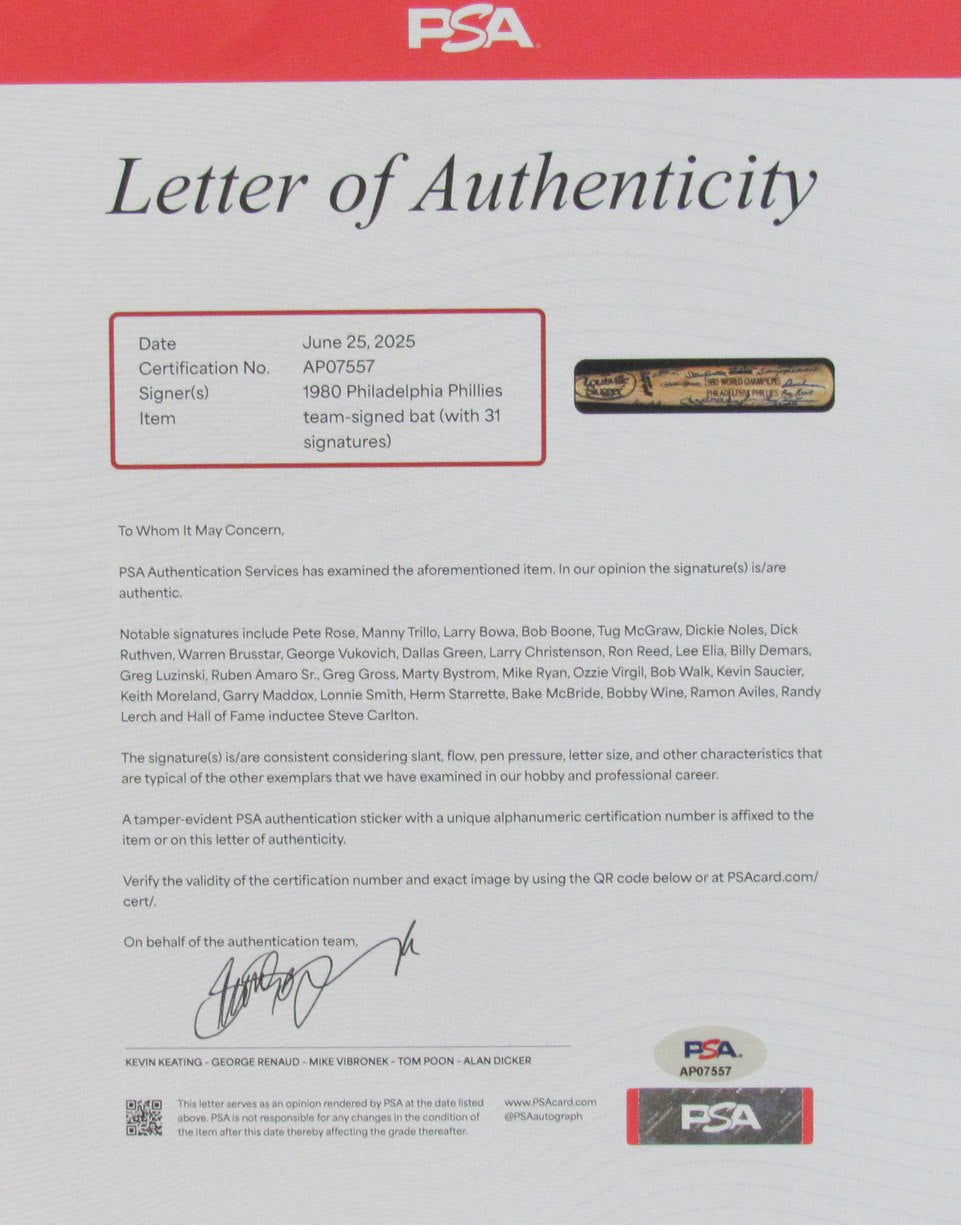 PSA
Letter of Authenticity
Date June 25, 2025
Certification No. AP07557
Signer(s) 1980 Philadelphia Phillies
Item team-signed bat (with 31
signatures)
Louisville
Slugger
1980 WORLD CHAMPIONS
PHILADELPHIA PHILLIES
To Whom It May Concern,
PSA Authentication Services has examined the aforementioned item. In our opinion the signature(s) is/are
authentic.
Notable signatures include Pete Rose, Manny Trillo, Larry Bowa, Bob Boone, Tug McGraw, Dickie Noles, Dick
Ruthven, Warren Brusstar, George Vukovich, Dallas Green, Larry Christenson, Ron Reed, Lee Elia, Billy Demars,
Greg Luzinski, Ruben Amaro Sr., Greg Gross, Marty Bystrom, Mike Ryan, Ozzie Virgil, Bob Walk, Kevin Saucier,
Keith Moreland, Garry Maddox, Lonnie Smith, Herm Starrette, Bake McBride, Bobby Wine, Ramon Aviles, Randy
Lerch and Hall of Fame inductee Steve Carlton.
The signature(s) is/are consistent considering slant, flow, pen pressure, letter size, and other characteristics that
are typical of the other exemplars that we have examined in our hobby and professional career.
A tamper-evident PSA authentication sticker with a unique alphanumeric certification number is affixed to the
item or on this letter of authenticity.
Verify the validity of the certification number and exact image by using the QR code below or at PSAcard.com/
cert/.
On behalf of the authentication team,
KEVIN KEATING - GEORGE RENAUD - MIKE VIBRONEK - TOM POON - ALAN DICKER
PSA
AP07557
This letter serves as an opinion rendered by PSA at the date listed
above. PSA is not responsible for any changes in the condition of
the item after this date thereby affecting the grade thereafter.
www.PSAcard.com
@PSAautograph
PSA